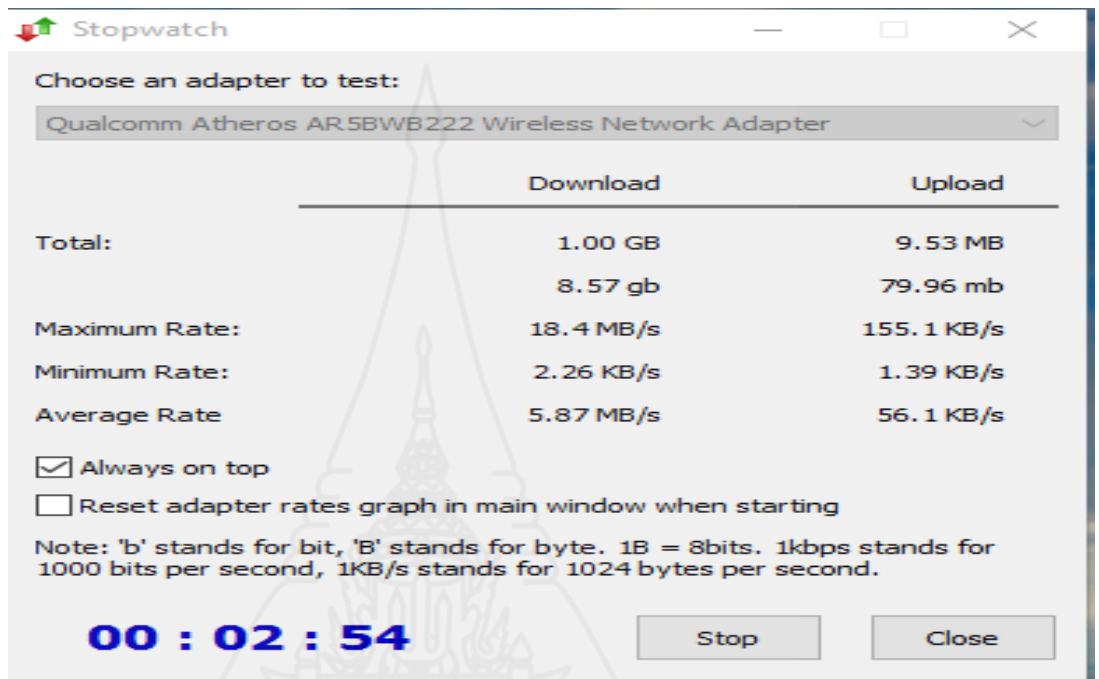 Stopwatch
Choose an adapter to test:
Qualcomm Atheros AR5BWB222 Wireless Network Adapter
Download Upload
Total: 1.00 GB 9.53 MB
8.57 gb 79.96 mb
Maximum Rate: 18.4 MB/s 155.1 KB/s
Minimum Rate: 2.26 KB/s 1.39 KB/s
Average Rate 5.87 MB/s 56.1 KB/s
Always on top
Reset adapter rates graph in main window when starting
Note: 'b' stands for bit, 'B' stands for byte. 1B = 8bits. 1kbps stands for
1000 bits per second, 1KB/s stands for 1024 bytes per second.
00 : 02 : 54 Stop Close